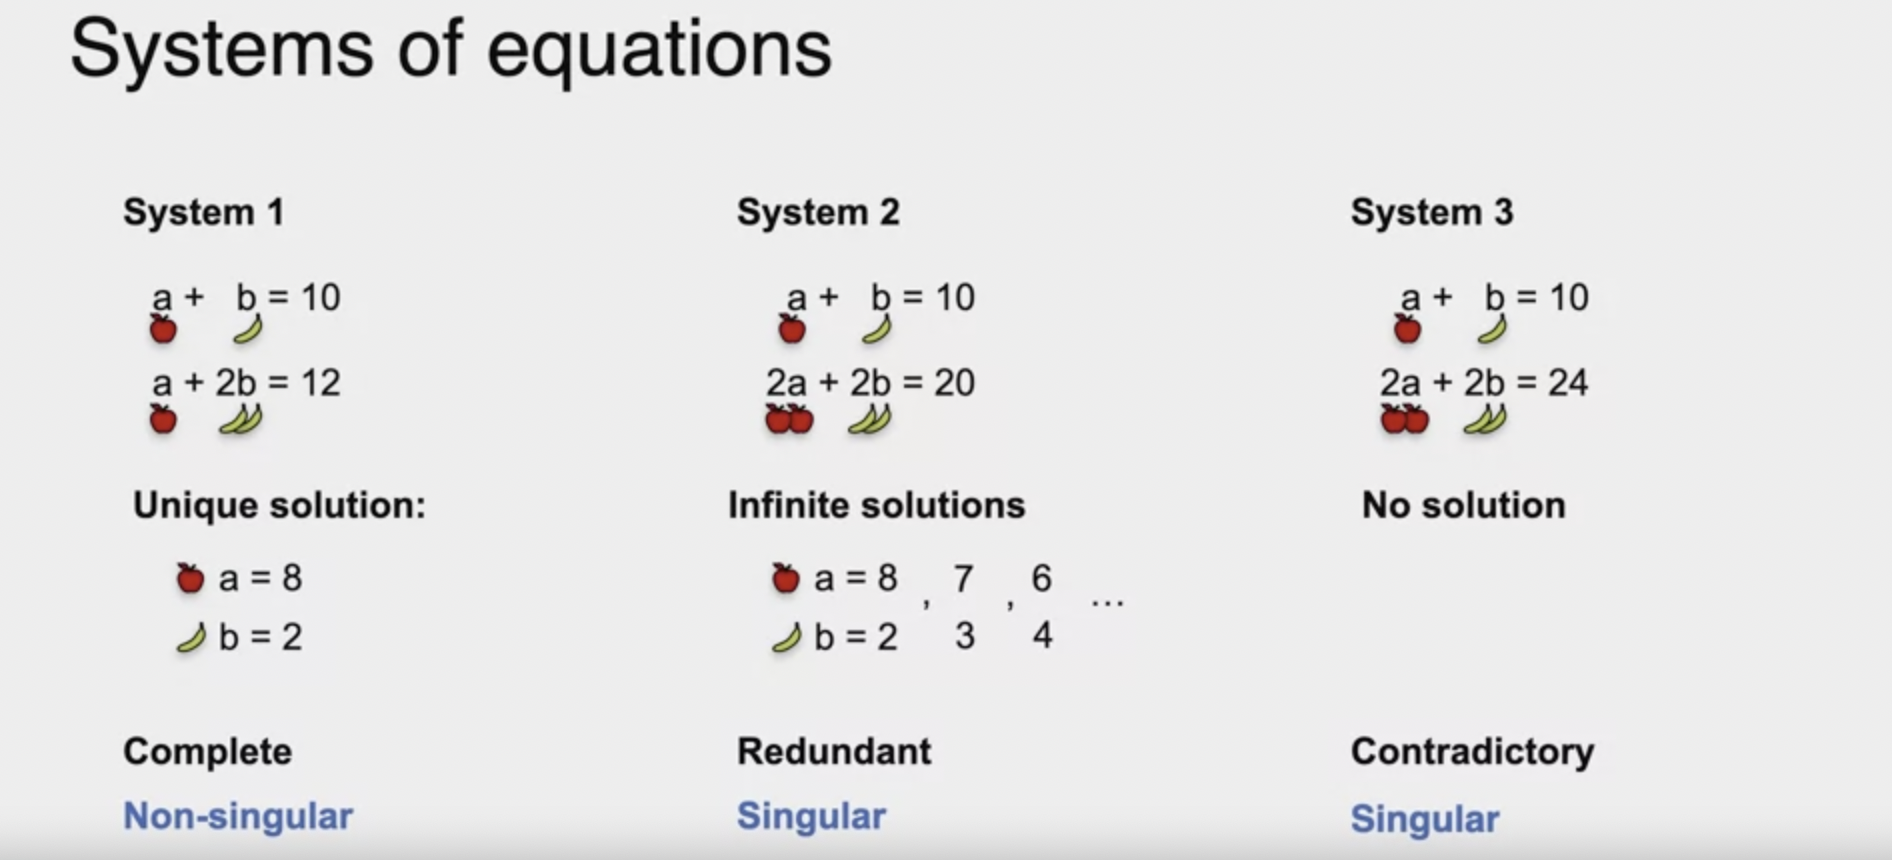 Systems of equations
System 1
a + b = 10
a + 2b = 12
Unique solution:
a = 8
b = 2
Complete
Non-singular
System 2
a + b = 10
2a + 2b = 20
Infinite solutions
a = 8 , 7 , 6 ...
b = 2 3 4
Redundant
Singular
System 3
a + b = 10
2a + 2b = 24
No solution
Contradictory
Singular